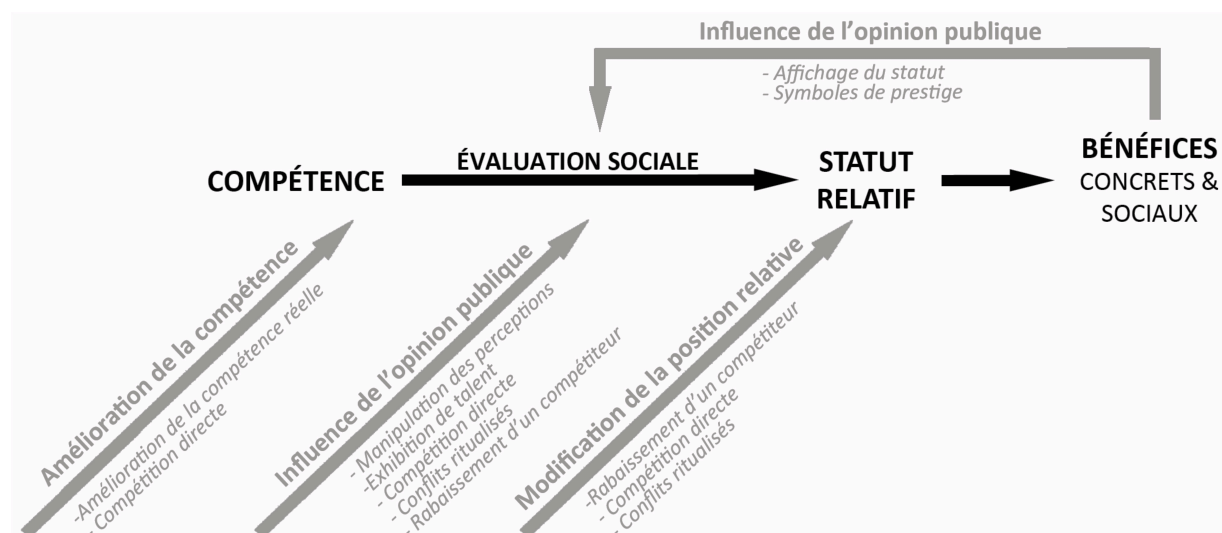 Influence de l'opinion publique
- Affichage du statut
- Symboles de prestige
COMPÉTENCE
ÉVALUATION SOCIALE
STATUT
RELATIF
BÉNÉFICES
CONCRETS &
SOCIAUX
Amélioration de la compétence
-Amélioration de la compétence réelle
- Compétition directe
Influence de l'opinion publique
- Manipulation des perceptions
-Exhibition de talent
- Compétition directe
- Conflits ritualisés
- Rabaissement d'un compétiteur
Modification de la position relative
-Rabaissement d'un compétiteur
- Compétition directe
- Conflits ritualisés